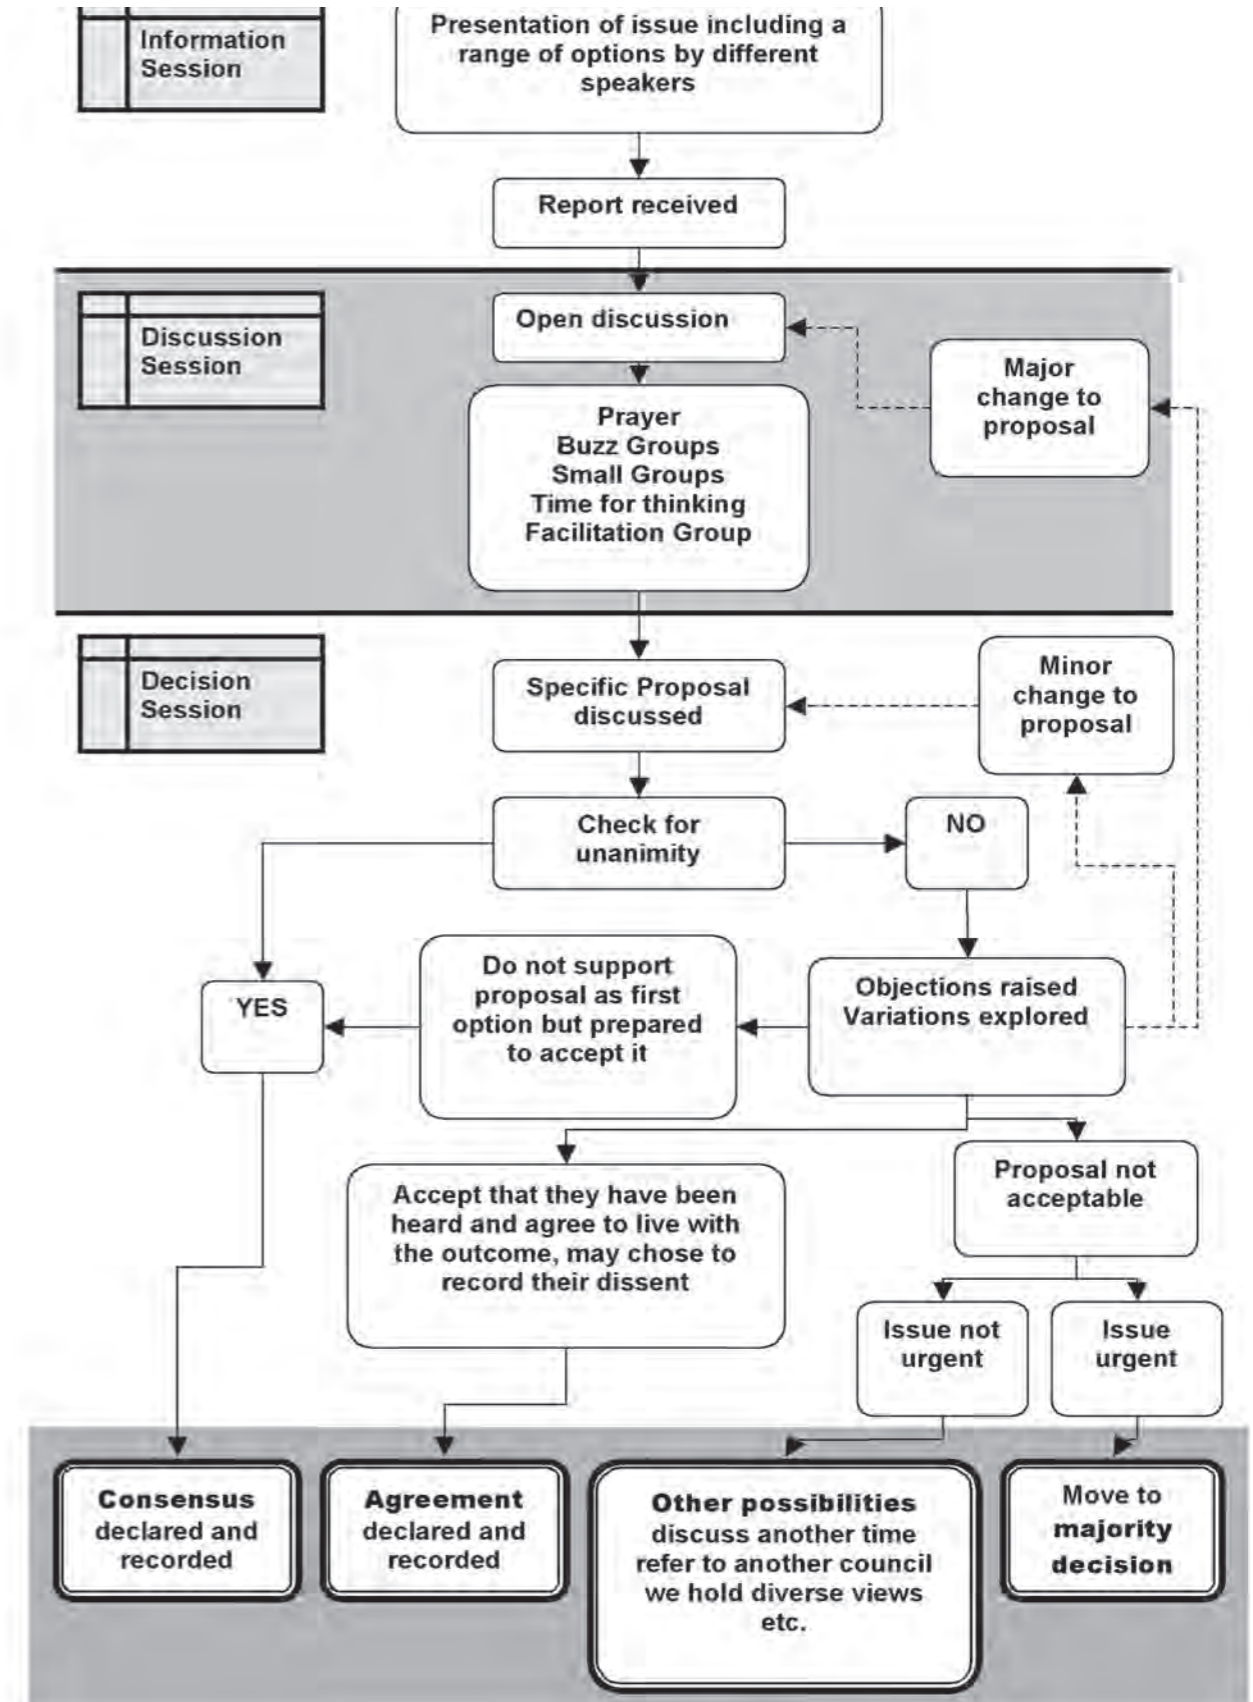 Information
Session
Presentation of issue including a
range of options by different
speakers
Report received
Discussion
Session
Open discussion
Major
change to
proposal
Prayer
Buzz Groups
Small Groups
Time for thinking
Facilitation Group
Decision
Session
Specific Proposal
discussed
Minor
change to
proposal
Check for
unanimity
NO
YES
Do not support
proposal as first
option but prepared
to accept it
Objections raised
Variations explored
Accept that they have been
heard and agree to live with
the outcome, may chose to
record their dissent
Proposal not
acceptable
Issue not
urgent
Issue
urgent
Consensus
declared and
recorded
Agreement
declared and
recorded
Other possibilities
discuss another time
refer to another council
we hold diverse views
etc.
Move to
majority
decision